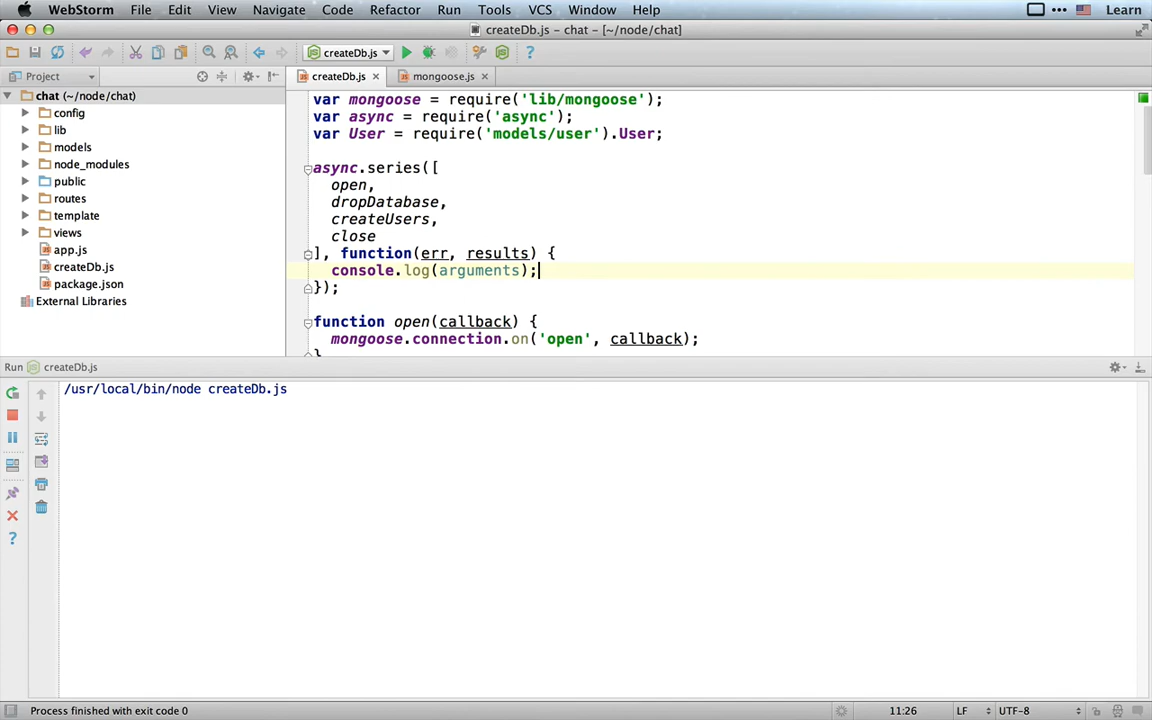 WebStorm File Edit View Navigate Code Refactor Run Tools VCS Window Help Learn
createDb.js – chat – [~/node/chat]
createDb.js
Project createDb.js mongoose.js
chat (~/node/chat)
config
lib
models
node_modules
public
routes
template
views
app.js
createDb.js
package.json
External Libraries
var mongoose = require('lib/mongoose');
var async = require('async');
var User = require('models/user').User;
async.series([
open,
dropDatabase,
createUsers,
close
], function(err, results) {
console.log(arguments);
});
function open(callback) {
mongoose.connection.on('open', callback);
}
Run createDb.js
/usr/local/bin/node createDb.js
Process finished with exit code 0 11:26 LF UTF-8